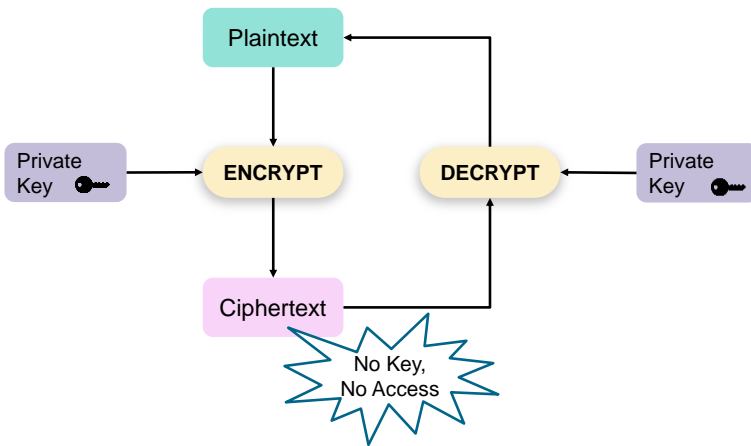 Plaintext
Private
Key
ENCRYPT
DECRYPT
Private
Key
Ciphertext
No Key,
No Access